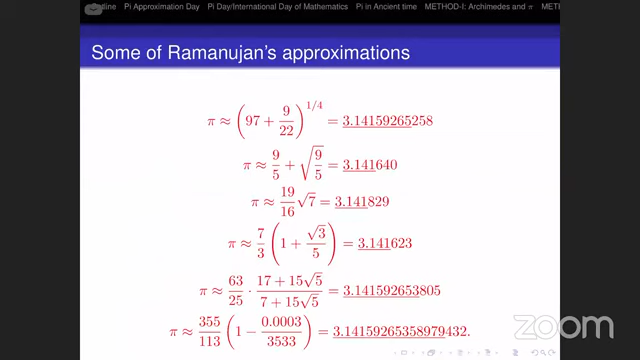 Outline Pi Approximation Day Pi Day/International Day of Mathematics Pi in Ancient time METHOD-I: Archimedes and π MET
Some of Ramanujan's approximations
π ≈ (97 + 9/22)^{1/4} = 3.14159265258
π ≈ 9/5 + √(9/5) = 3.141640
π ≈ 19/16 √7 = 3.141829
π ≈ 7/3 (1 + √3/5) = 3.141623
π ≈ 63/25 · (17 + 15√5)/(7 + 15√5) = 3.141592653805
π ≈ 355/113 (1 − 0.0003/3533) = 3.14159265358979432.
zoom